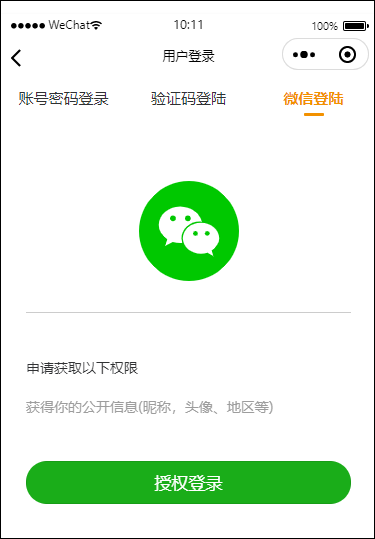 WeChat 10:11 100%
用户登录
账号密码登录 验证码登陆 微信登陆
申请获取以下权限
获得你的公开信息(昵称，头像、地区等)
授权登录